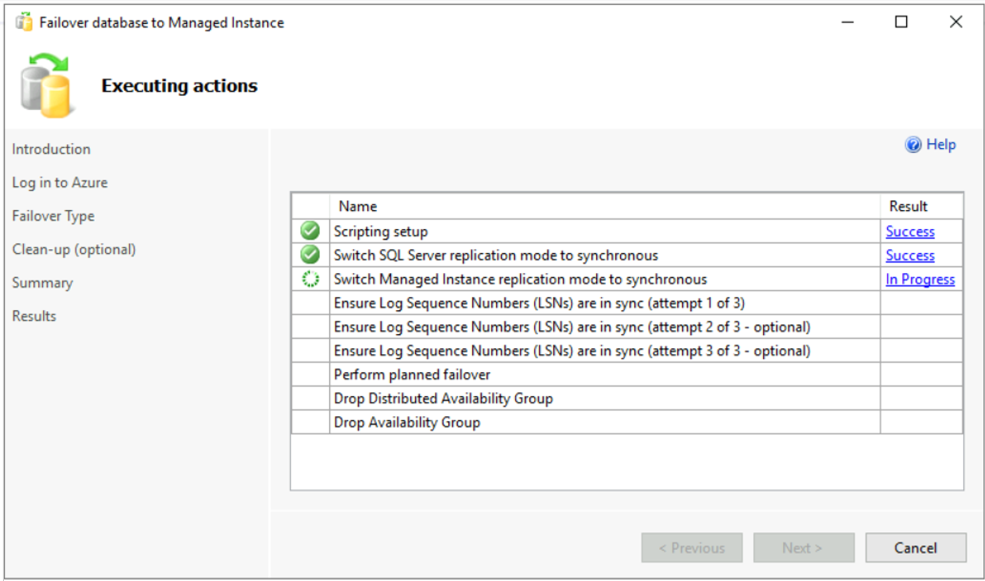 Failover database to Managed Instance
Executing actions
Introduction
Log in to Azure
Failover Type
Clean-up (optional)
Summary
Results
Help
Name Result
Scripting setup Success
Switch SQL Server replication mode to synchronous Success
Switch Managed Instance replication mode to synchronous In Progress
Ensure Log Sequence Numbers (LSNs) are in sync (attempt 1 of 3)
Ensure Log Sequence Numbers (LSNs) are in sync (attempt 2 of 3 - optional)
Ensure Log Sequence Numbers (LSNs) are in sync (attempt 3 of 3 - optional)
Perform planned failover
Drop Distributed Availability Group
Drop Availability Group
< Previous Next > Cancel